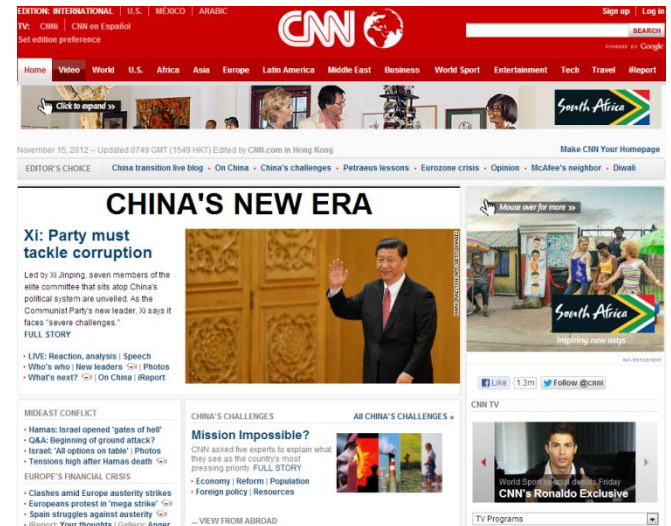 EDITION: INTERNATIONAL | U.S. | MÉXICO | ARABIC
Sign up | Log in
TV: CNNi | CNN en Español
Set edition preference
CNN
SEARCH
POWERED BY Google
Home Video World U.S. Africa Asia Europe Latin America Middle East Business World Sport Entertainment Tech Travel iReport
Click to expand >>
South Africa
November 15, 2012 -- Updated 0749 GMT (1549 HKT) Edited by CNN.com in Hong Kong
Make CNN Your Homepage
EDITOR'S CHOICE China transition live blog • On China • China's challenges • Petraeus lessons • Eurozone crisis • Opinion • McAfee's neighbor • Diwali
CHINA'S NEW ERA
Xi: Party must
tackle corruption
Led by Xi Jinping, seven members of the
elite committee that sits atop China's
political system are unveiled. As the
Communist Party's new leader, Xi says it
faces "severe challenges."
FULL STORY
• LIVE: Reaction, analysis | Speech
• Who's who | New leaders | Photos
• What's next? | On China | iReport
Mouse over for more >>
South Africa
Inspiring new ways
ADVERTISEMENT
Like 1.3m Follow @cnni
MIDEAST CONFLICT
• Hamas: Israel opened 'gates of hell'
• Q&A: Beginning of ground attack?
• Israel: 'All options on table' | Photos
• Tensions high after Hamas death
EUROPE'S FINANCIAL CRISIS
• Clashes amid Europe austerity strikes
• Europeans protest in 'mega strike'
• Spain struggles against austerity
• iReport: Your thoughts | Gallery: Anger
CHINA'S CHALLENGES
All CHINA'S CHALLENGES »
Mission Impossible?
CNN asked five experts to explain what
they see as the country's most
pressing priority. FULL STORY
• Economy | Reform | Population
• Foreign policy | Resources
... VIEW FROM ABROAD
CNN TV
World Sport special debuts Friday
CNN's Ronaldo Exclusive
TV Programs